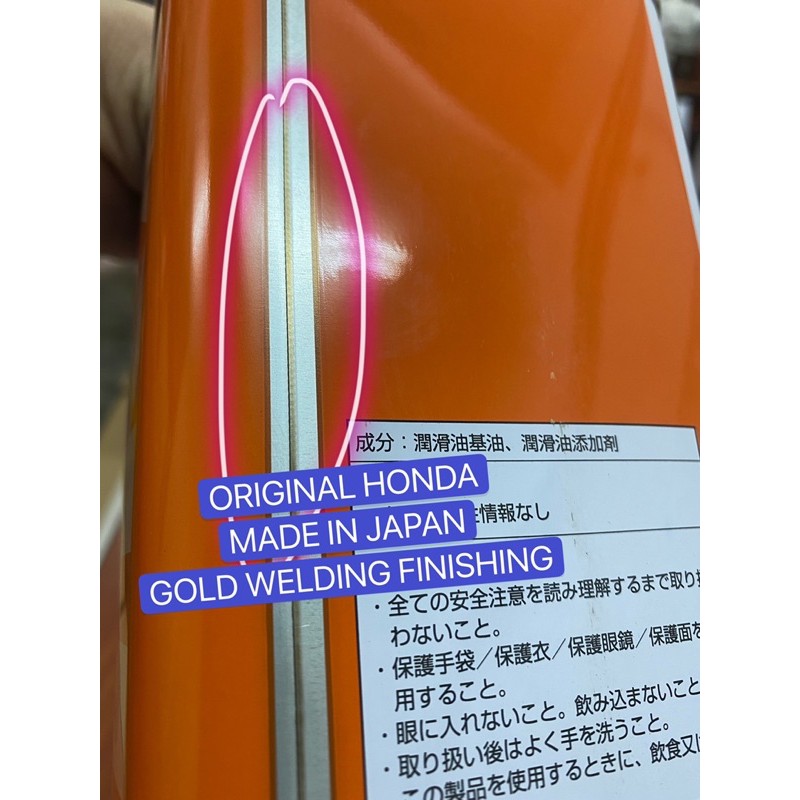 成分：潤滑油基油、潤滑油添加剤
情報なし
ORIGINAL HONDA
MADE IN JAPAN
GOLD WELDING FINISHING
・全ての安全注意を読み理解するまで取り
わないこと。
・保護手袋／保護衣／保護眼鏡／保護面を
用すること。
・眼に入れないこと。飲み込まないこと
・取り扱い後はよく手を洗うこと。
この製品を使用するときに、飲食又は